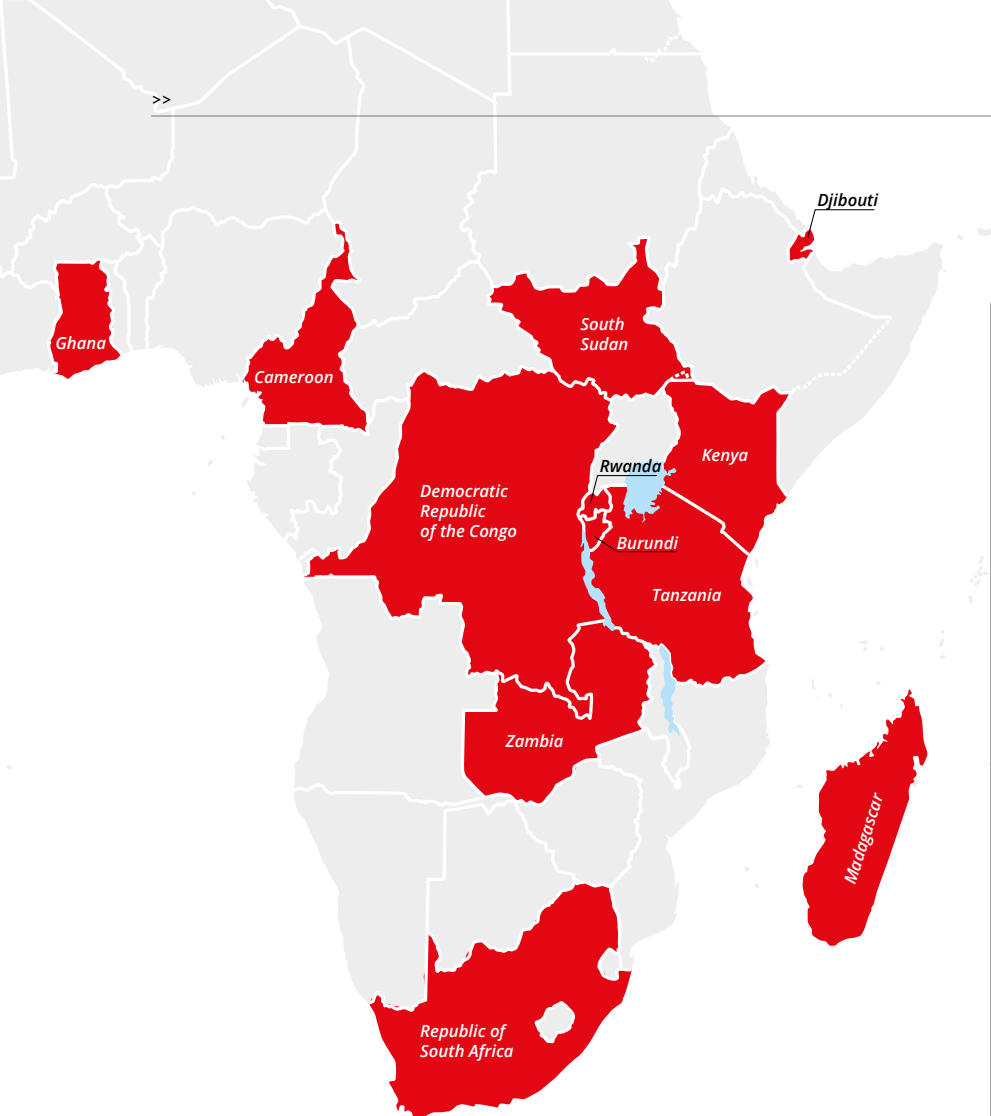 >>
Djibouti
South
Sudan
Ghana
Cameroon
Kenya
Rwanda
Democratic
Republic
of the Congo
Burundi
Tanzania
Zambia
Madagascar
Republic of
South Africa